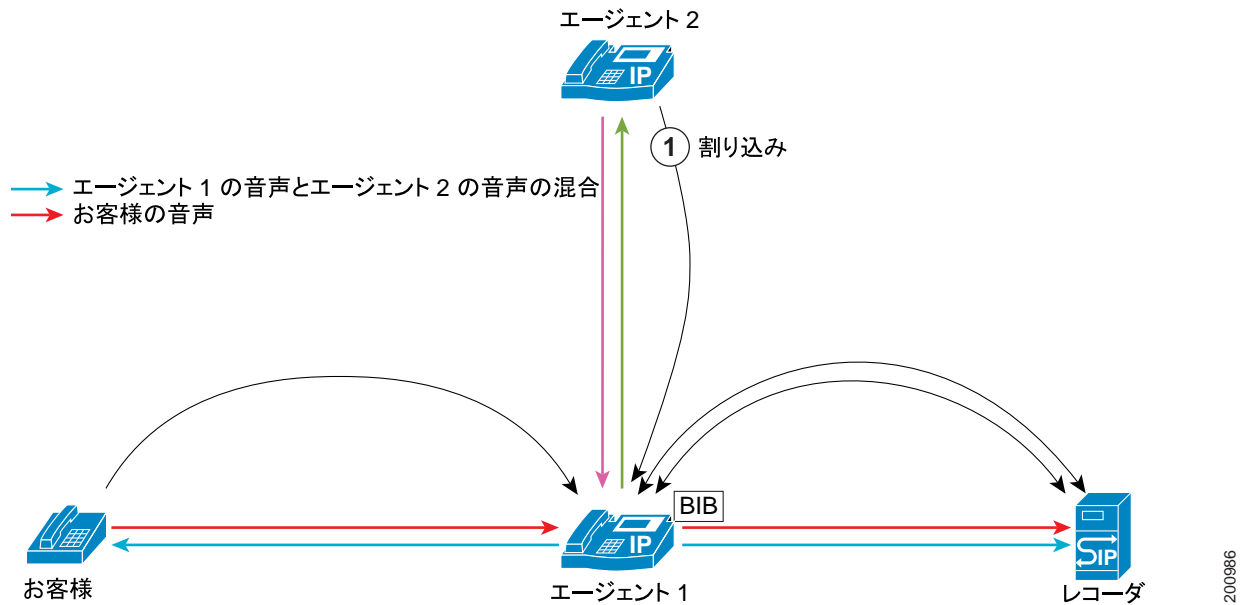 エージェント 2
IP
1 割り込み
エージェント 1 の音声とエージェント 2 の音声の混合
お客様の音声
BIB
IP
SIP
お客様
エージェント 1
レコーダ
200986